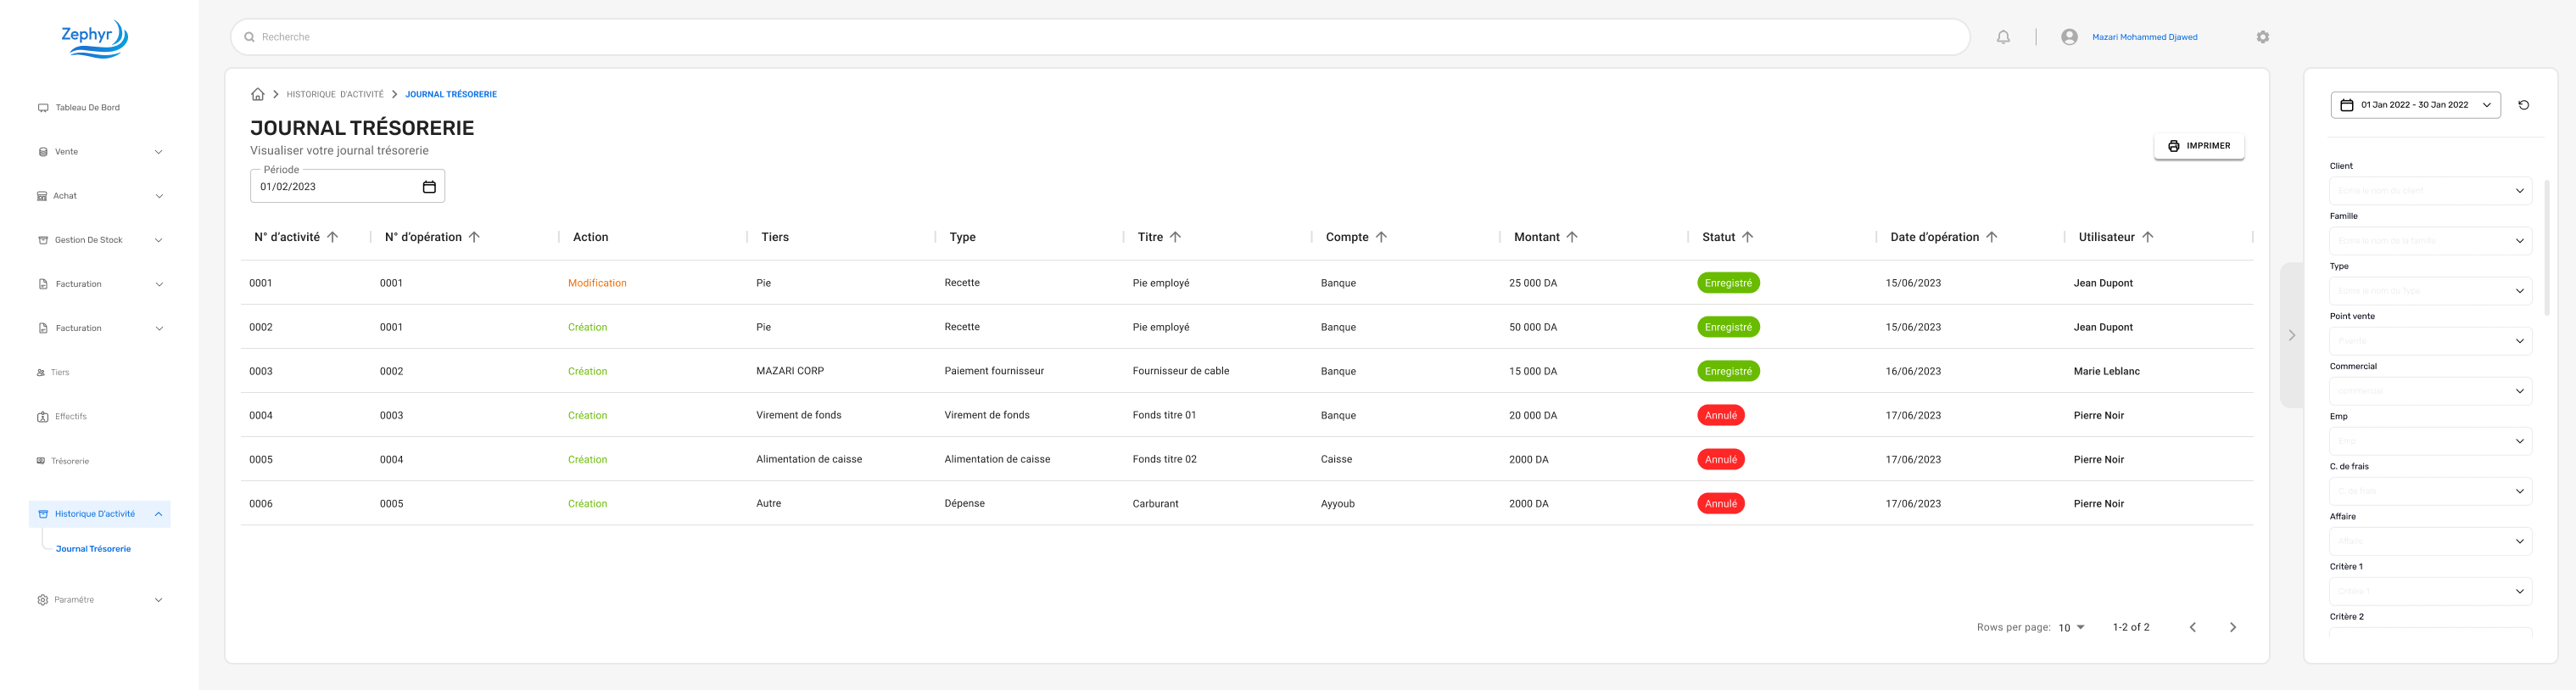 Zephyr
Recherche
Mazari Mohammed Djawed
Tableau De Bord
Vente
Achat
Gestion De Stock
Facturation
Facturation
Tiers
Effectifs
Trésorerie
Historique D'activité
Journal Trésorerie
Paramétre
HISTORIQUE D'ACTIVITÉ > JOURNAL TRÉSORERIE
JOURNAL TRÉSORERIE
Visualiser votre journal trésorerie
IMPRIMER
Période
01/02/2023
N° d'activité N° d'opération Action Tiers Type Titre Compte Montant Statut Date d'opération Utilisateur
0001 0001 Modification Pie Recette Pie employé Banque 25 000 DA Enregistré 15/06/2023 Jean Dupont
0002 0001 Création Pie Recette Pie employé Banque 50 000 DA Enregistré 15/06/2023 Jean Dupont
0003 0002 Création MAZARI CORP Paiement fournisseur Fournisseur de cable Banque 15 000 DA Enregistré 16/06/2023 Marie Leblanc
0004 0003 Création Virement de fonds Virement de fonds Fonds titre 01 Banque 20 000 DA Annulé 17/06/2023 Pierre Noir
0005 0004 Création Alimentation de caisse Alimentation de caisse Fonds titre 02 Caisse 2000 DA Annulé 17/06/2023 Pierre Noir
0006 0005 Création Autre Dépense Carburant Ayyoub 2000 DA Annulé 17/06/2023 Pierre Noir
Rows per page: 10 1-2 of 2
01 Jan 2022 - 30 Jan 2022
Client
Famille
Type
Point vente
Commercial
Emp
Emp
C. de frais
C. de frais
Affaire
Affaire
Critère 1
Critère 1
Critère 2